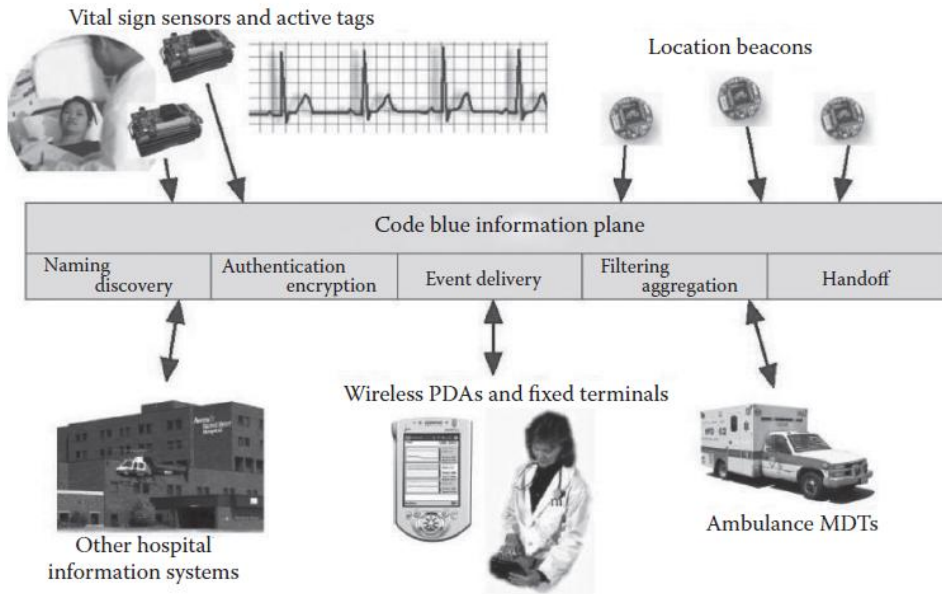 Vital sign sensors and active tags
Location beacons
Code blue information plane
Naming
discovery
Authentication
encryption
Event delivery
Filtering
aggregation
Handoff
Wireless PDAs and fixed terminals
Other hospital
information systems
Ambulance MDTs